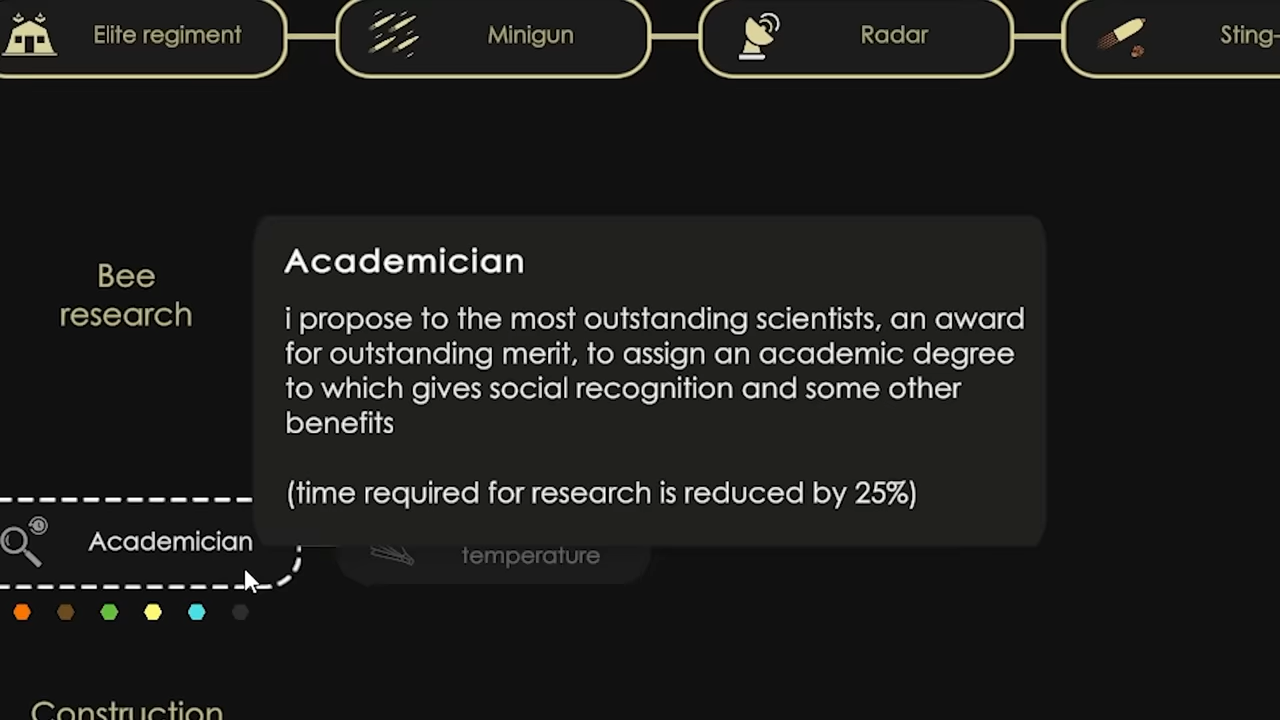 Elite regiment
Minigun
Radar
Sting-
Bee
research
Academician
i propose to the most outstanding scientists, an award
for outstanding merit, to assign an academic degree
to which gives social recognition and some other
benefits
(time required for research is reduced by 25%)
Academician
temperature
Construction